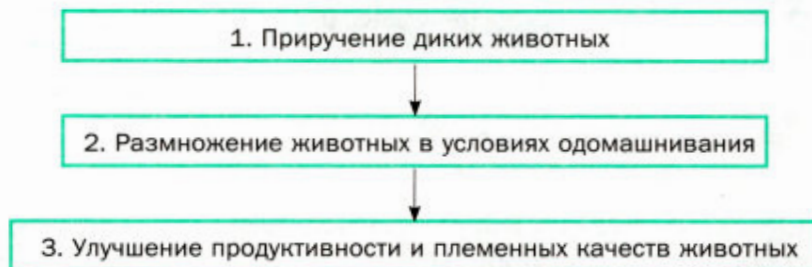 1. Приручение диких животных
2. Размножение животных в условиях одомашнивания
3. Улучшение продуктивности и племенных качеств животных